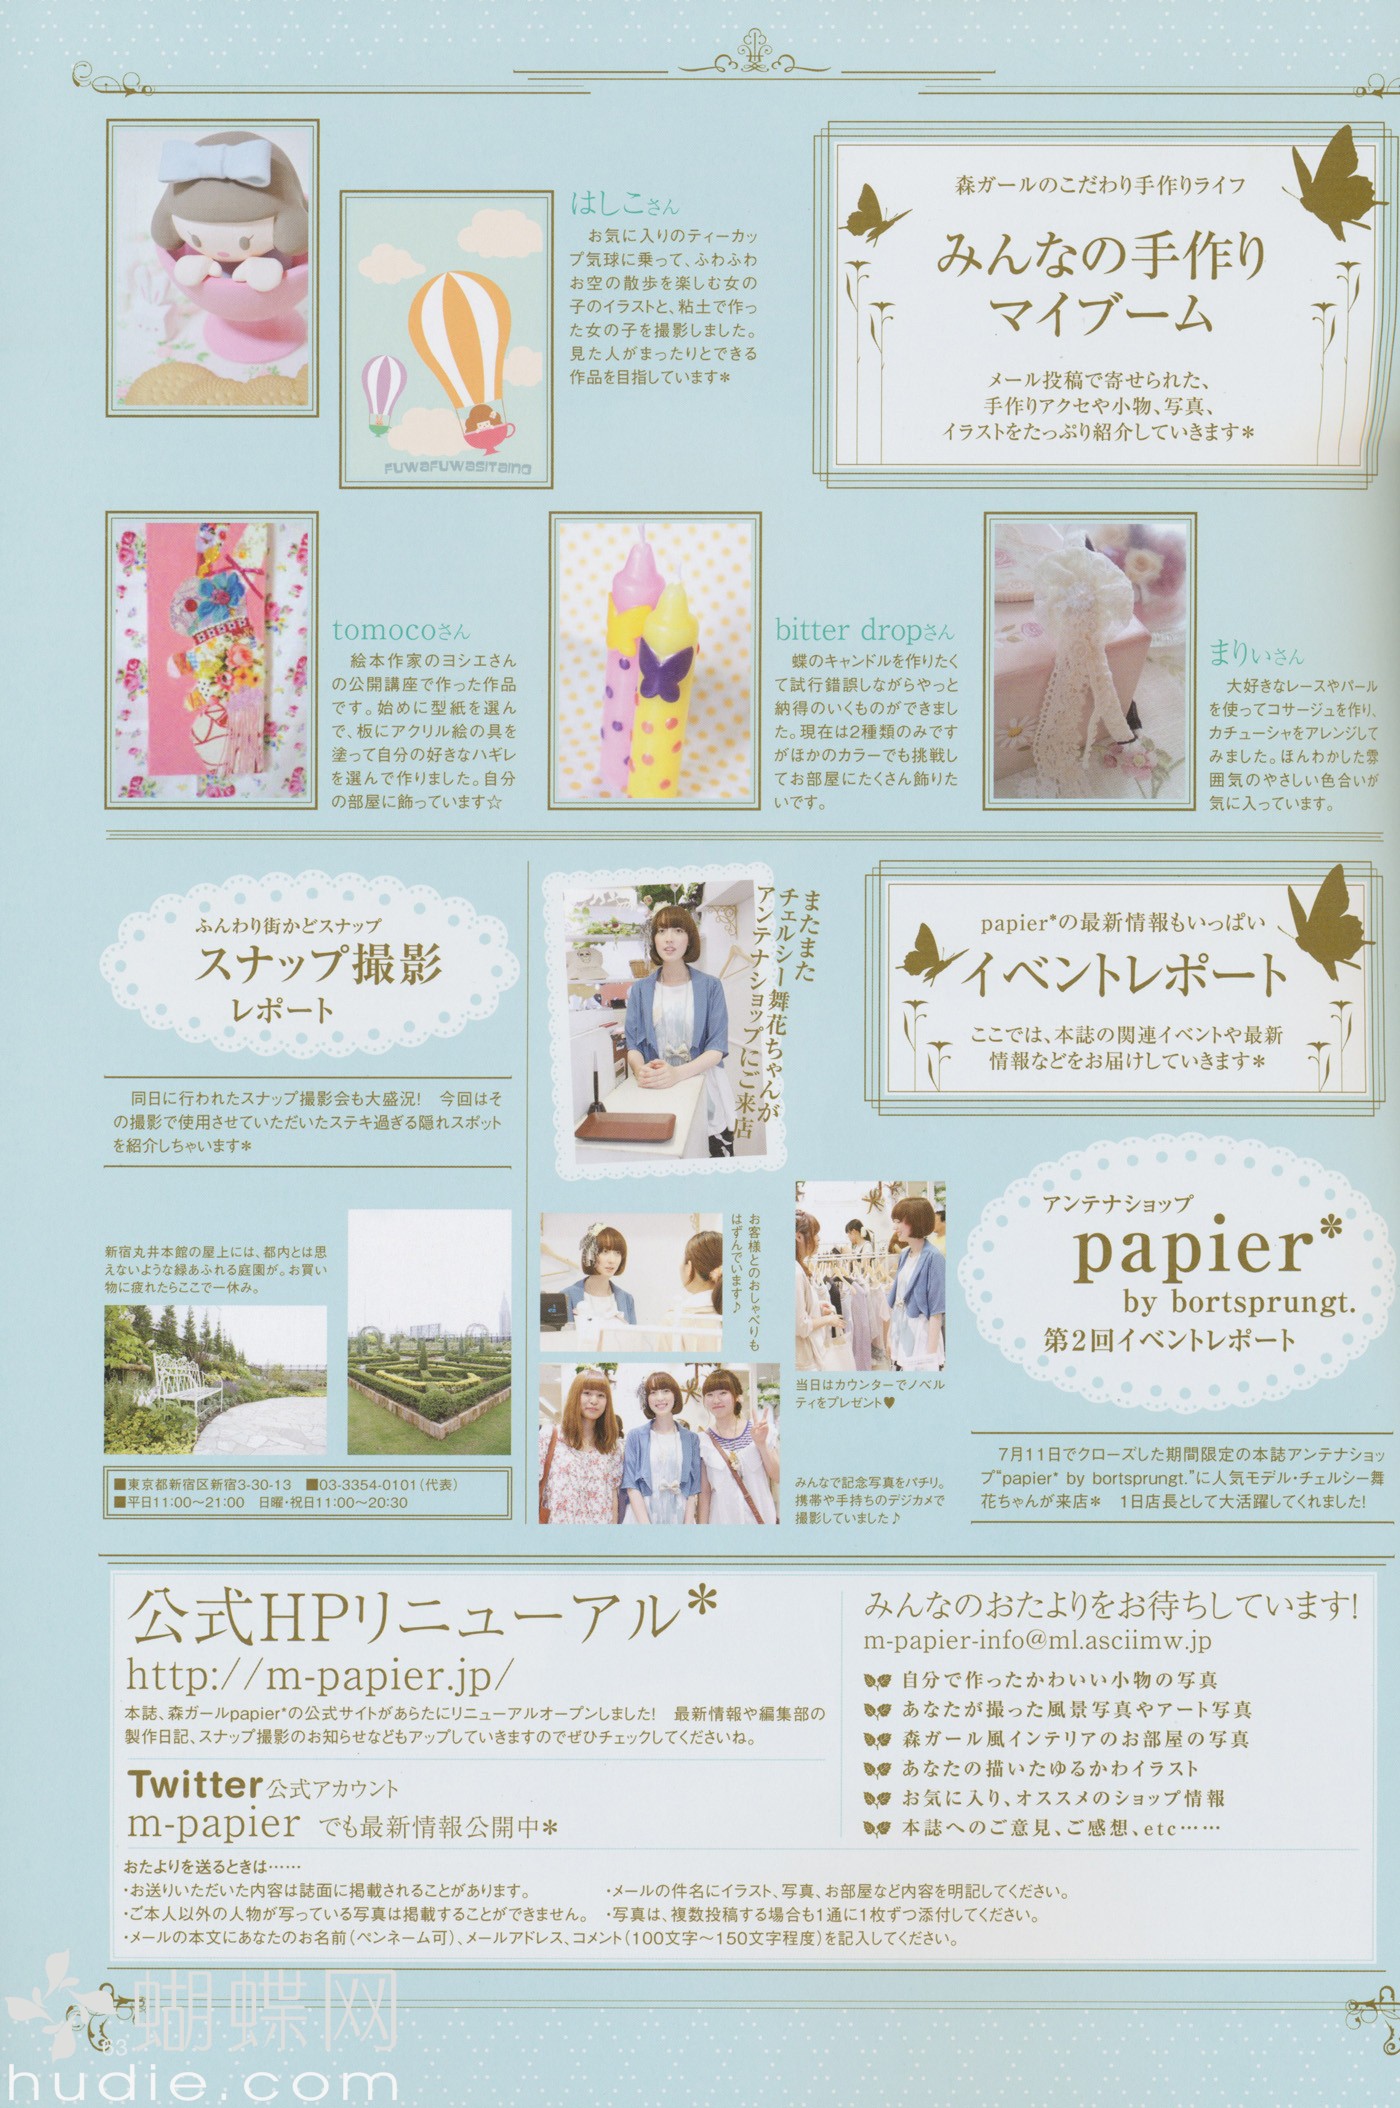 森ガールのこだわり手作りライフ
みんなの手作り
マイブーム
メール投稿で寄せられた、
手作りアクセや小物、写真、
イラストをたっぷり紹介していきます*
はしこさん
お気に入りのティーカッ
プ気球に乗って、ふわふわ
お空の散歩を楽しむ女の
子のイラストと、粘土で作っ
た女の子を撮影しました。
見た人がまったりとできる
作品を目指しています*
FUWAFUWASITAINO
tomocoさん
絵本作家のヨシエさん
の公開講座で作った作品
です。始めに型紙を選ん
で、板にアクリル絵の具を
塗って自分の好きなハギレ
を選んで作りました。自分
の部屋に飾っています☆
bitter dropさん
蝶のキャンドルを作りたく
て試行錯誤しながらやっと
納得のいくものができまし
た。現在は2種類のみです
がほかのカラーでも挑戦し
てお部屋にたくさん飾りた
いです。
まりぃさん
大好きなレースやパール
を使ってコサージュを作り、
カチューシャをアレンジして
みました。ほんわかした雰
囲気のやさしい色合いが
気に入っています。
papier*の最新情報もいっぱい
イベントレポート
ここでは、本誌の関連イベントや最新
情報などをお届けしていきます*
アンテナショップ
papier*
by bortsprungt.
第2回イベントレポート
7月11日でクローズした期間限定の本誌アンテナショッ
プ“papier* by bortsprungt.”に人気モデル・チェルシー舞
花ちゃんが来店* 1日店長として大活躍してくれました!
またまた
チェルシー舞花ちゃんが
アンテナショップにご来店
お客様とのおしゃべりも
はずんでいます♪
当日はカウンターでノベル
ティをプレゼント♥
みんなで記念写真をパチリ。
携帯や手持ちのデジカメで
撮影していました♪
ふんわり街かどスナップ
スナップ撮影
レポート
同日に行われたスナップ撮影会も大盛況! 今回はそ
の撮影で使用させていただいたステキ過ぎる隠れスポット
を紹介しちゃいます*
新宿丸井本館の屋上には、都内とは思
えないような緑あふれる庭園が。お買い
物に疲れたらここで一休み。
■東京都新宿区新宿3-30-13 ■03-3354-0101(代表)
■平日11:00〜21:00 日曜・祝日11:00〜20:30
公式HPリニューアル*
http://m-papier.jp/
本誌、森ガールpapier*の公式サイトがあらたにリニューアルオープンしました! 最新情報や編集部の
製作日記、スナップ撮影のお知らせなどもアップしていきますのでぜひチェックしてくださいね。
Twitter公式アカウント
m-papier でも最新情報公開中*
みんなのおたよりをお待ちしています!
m-papier-info@ml.asciimw.jp
自分で作ったかわいい小物の写真
あなたが撮った風景写真やアート写真
森ガール風インテリアのお部屋の写真
あなたの描いたゆるかわイラスト
お気に入り、オススメのショップ情報
本誌へのご意見、ご感想、etc……
おたよりを送るときは……
・お送りいただいた内容は誌面に掲載されることがあります。
・ご本人以外の人物が写っている写真は掲載することができません。
・メールの本文にあなたのお名前(ペンネーム可)、メールアドレス、コメント(100文字〜150文字程度)を記入してください。
・メールの件名にイラスト、写真、お部屋など内容を明記してください。
・写真は、複数投稿する場合も1通に1枚ずつ添付してください。
63
蝴蝶网
hudie.com